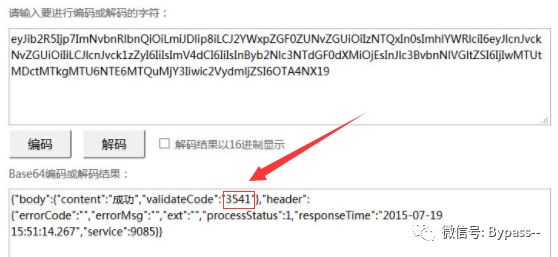 请输入要进行编码或解码的字符：
eyJib2R5Ijp7ImNvbnRlbnQiOiLmiJDlip8iLCJ2YWxpZGF0ZUNvZGUiOiIzNTQxIn0sImhlYWRlciI6eyJlcnJvck
NvZGUiOiIiLCJlcnJvck1zZyI6IiIsImV4dCI6IiIsInByb2Nlc3NTdGF0dXMiOjEsInJlc3BvbnNlVGltZSI6IjIwMTUt
MDctMTkgMTU6NTE6MTQuMjY3Iiwic2VydmljZSI6OTA4NX19
编码 解码 解码结果以16进制显示
Base64编码或解码结果：
{"body":{"content":"成功","validateCode":"3541"},"header":
{"errorCode":"","errorMsg":"","ext":"","processStatus":1,"responseTime":"2015-07-19
15:51:14.267","service":9085}}
微信号: Bypass--